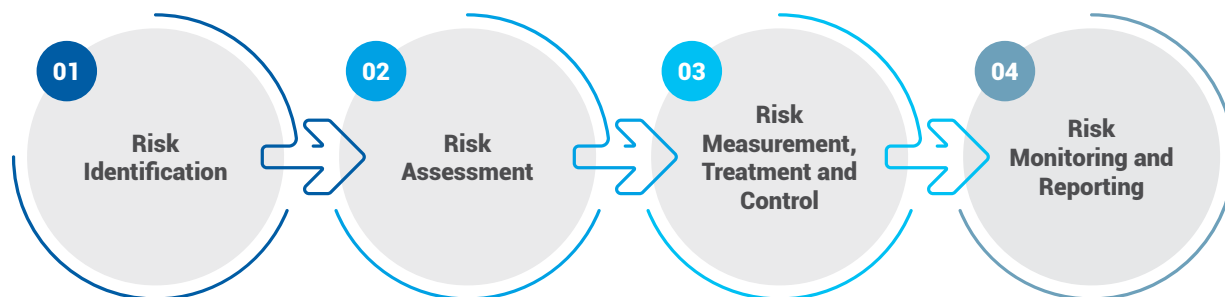 01
Risk
Identification
02
Risk
Assessment
03
Risk
Measurement,
Treatment and
Control
04
Risk
Monitoring and
Reporting